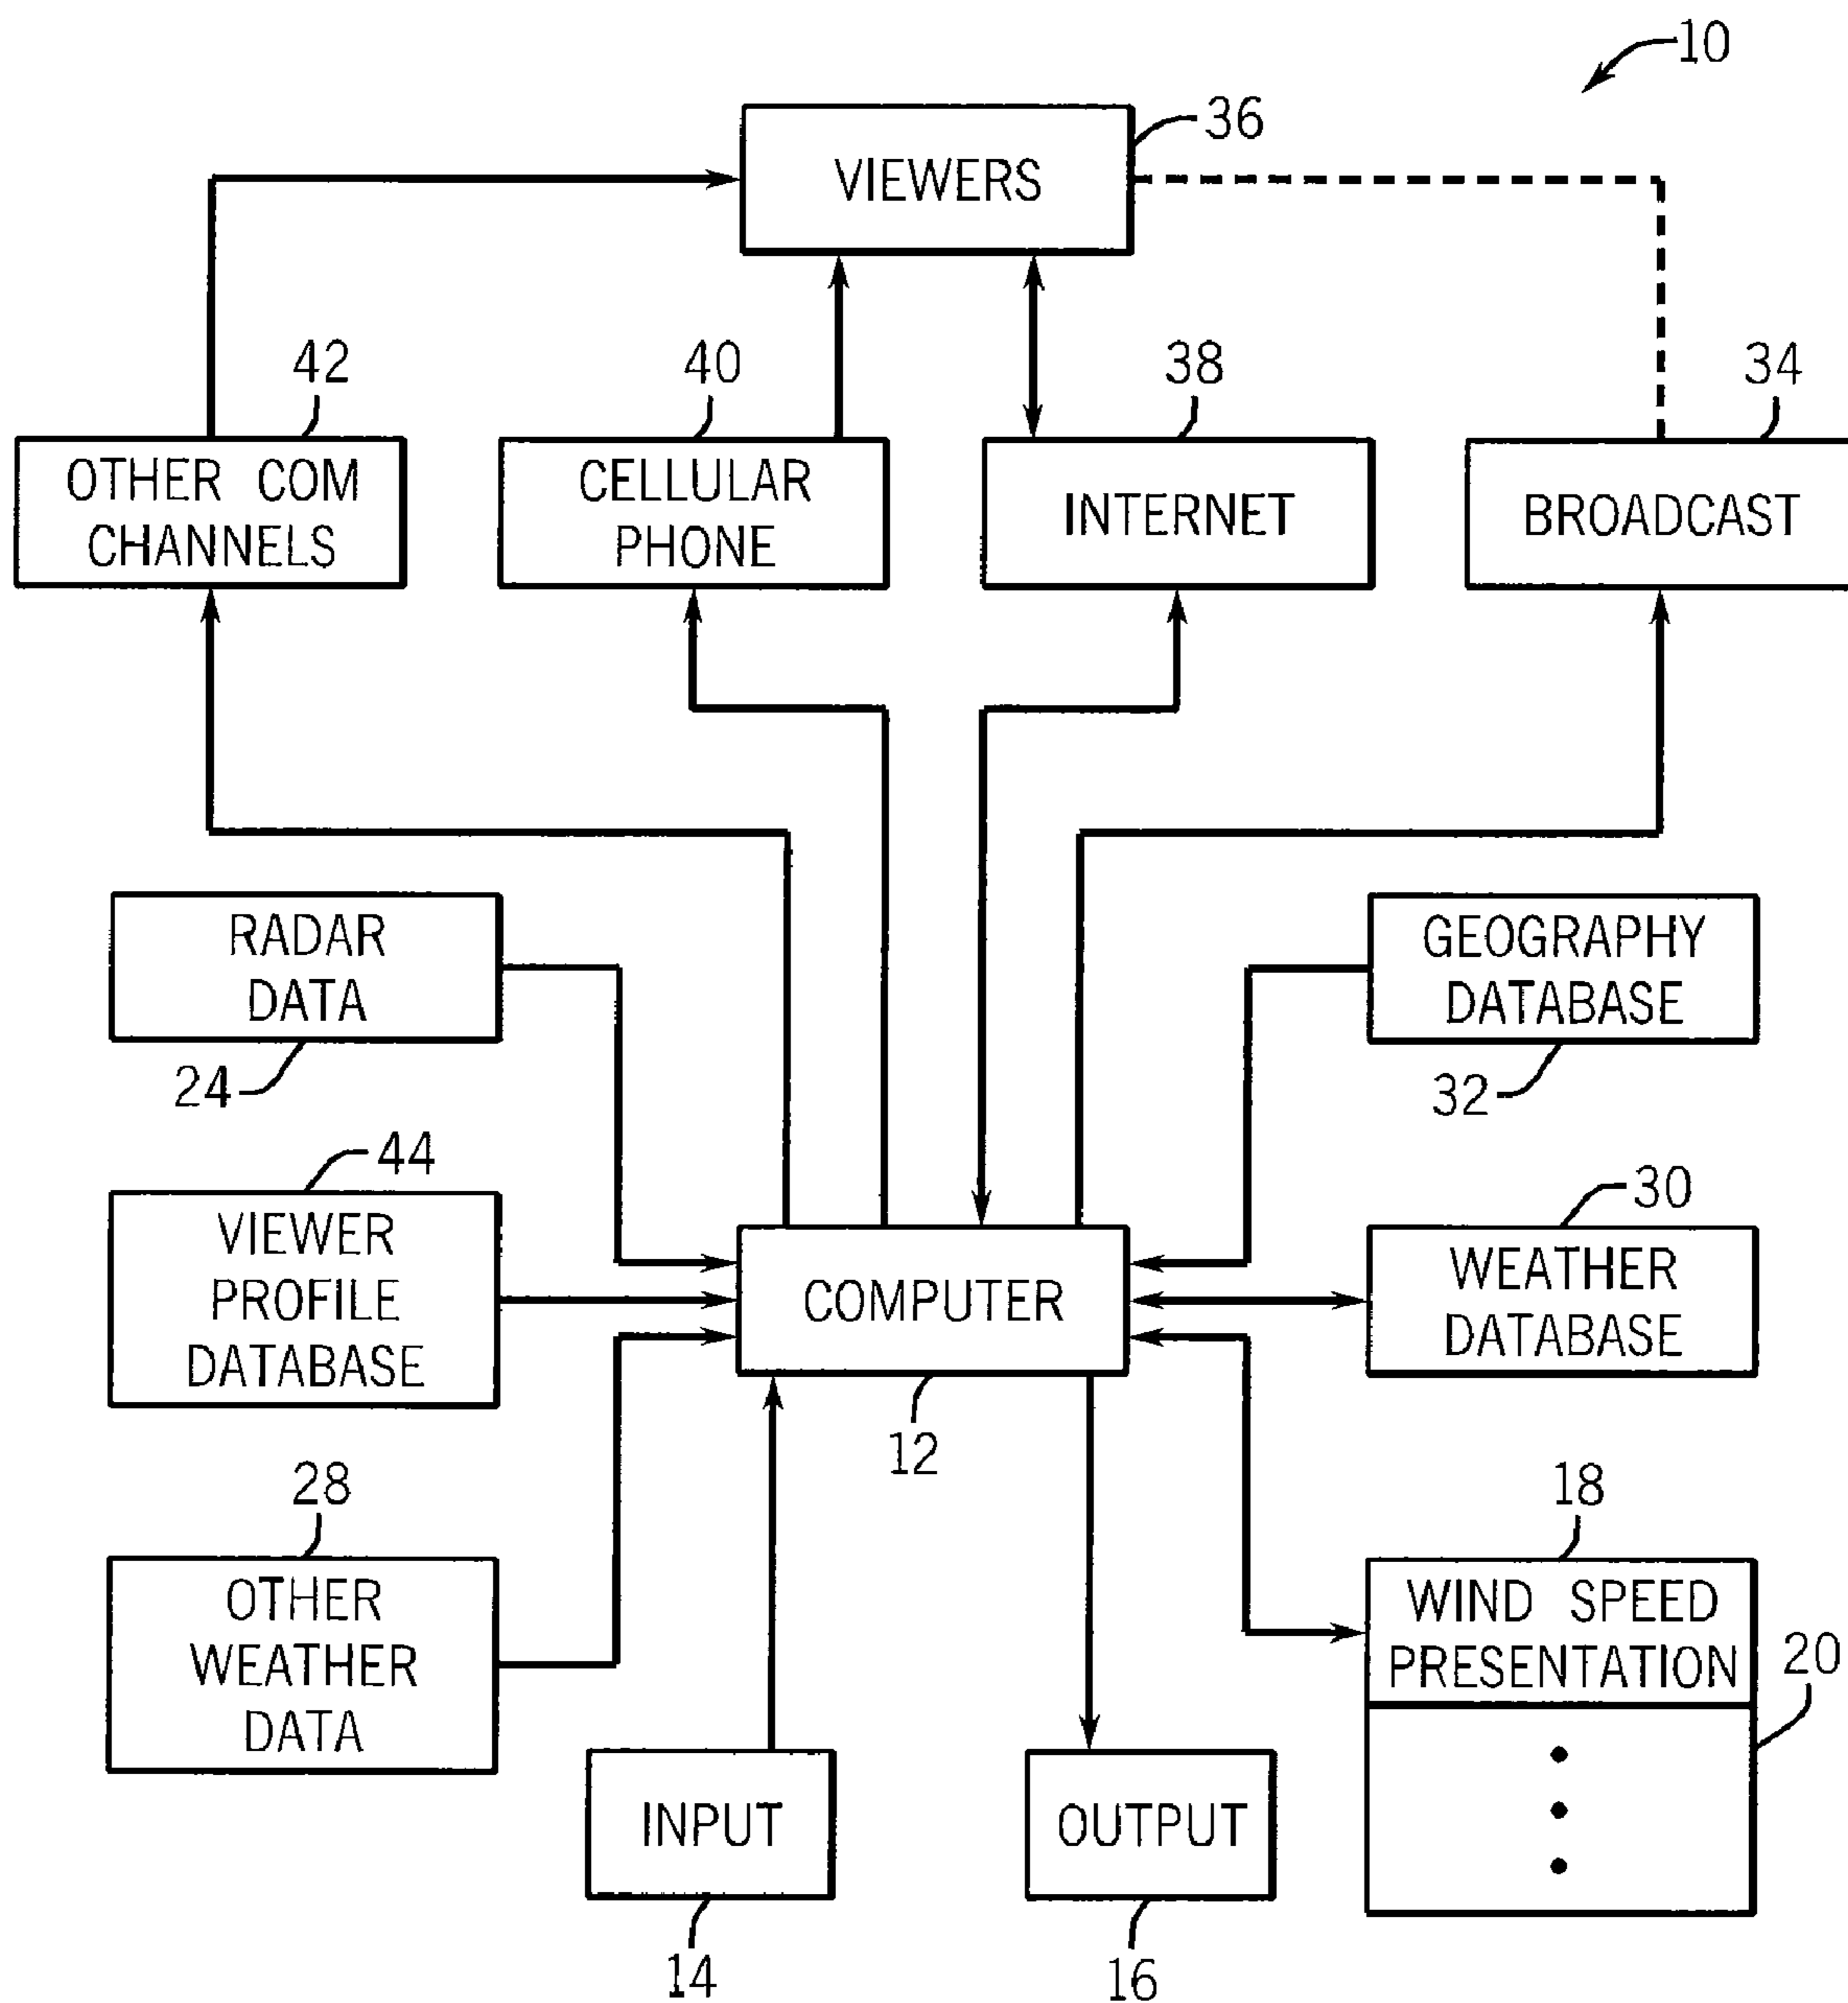 10
36
VIEWERS
42
40
38
34
OTHER COM
CHANNELS
CELLULAR
PHONE
INTERNET
BROADCAST
RADAR
DATA
24
GEOGRAPHY
DATABASE
32
44
VIEWER
PROFILE
DATABASE
COMPUTER
12
30
WEATHER
DATABASE
28
OTHER
WEATHER
DATA
18
WIND SPEED
PRESENTATION
20
INPUT
14
OUTPUT
16